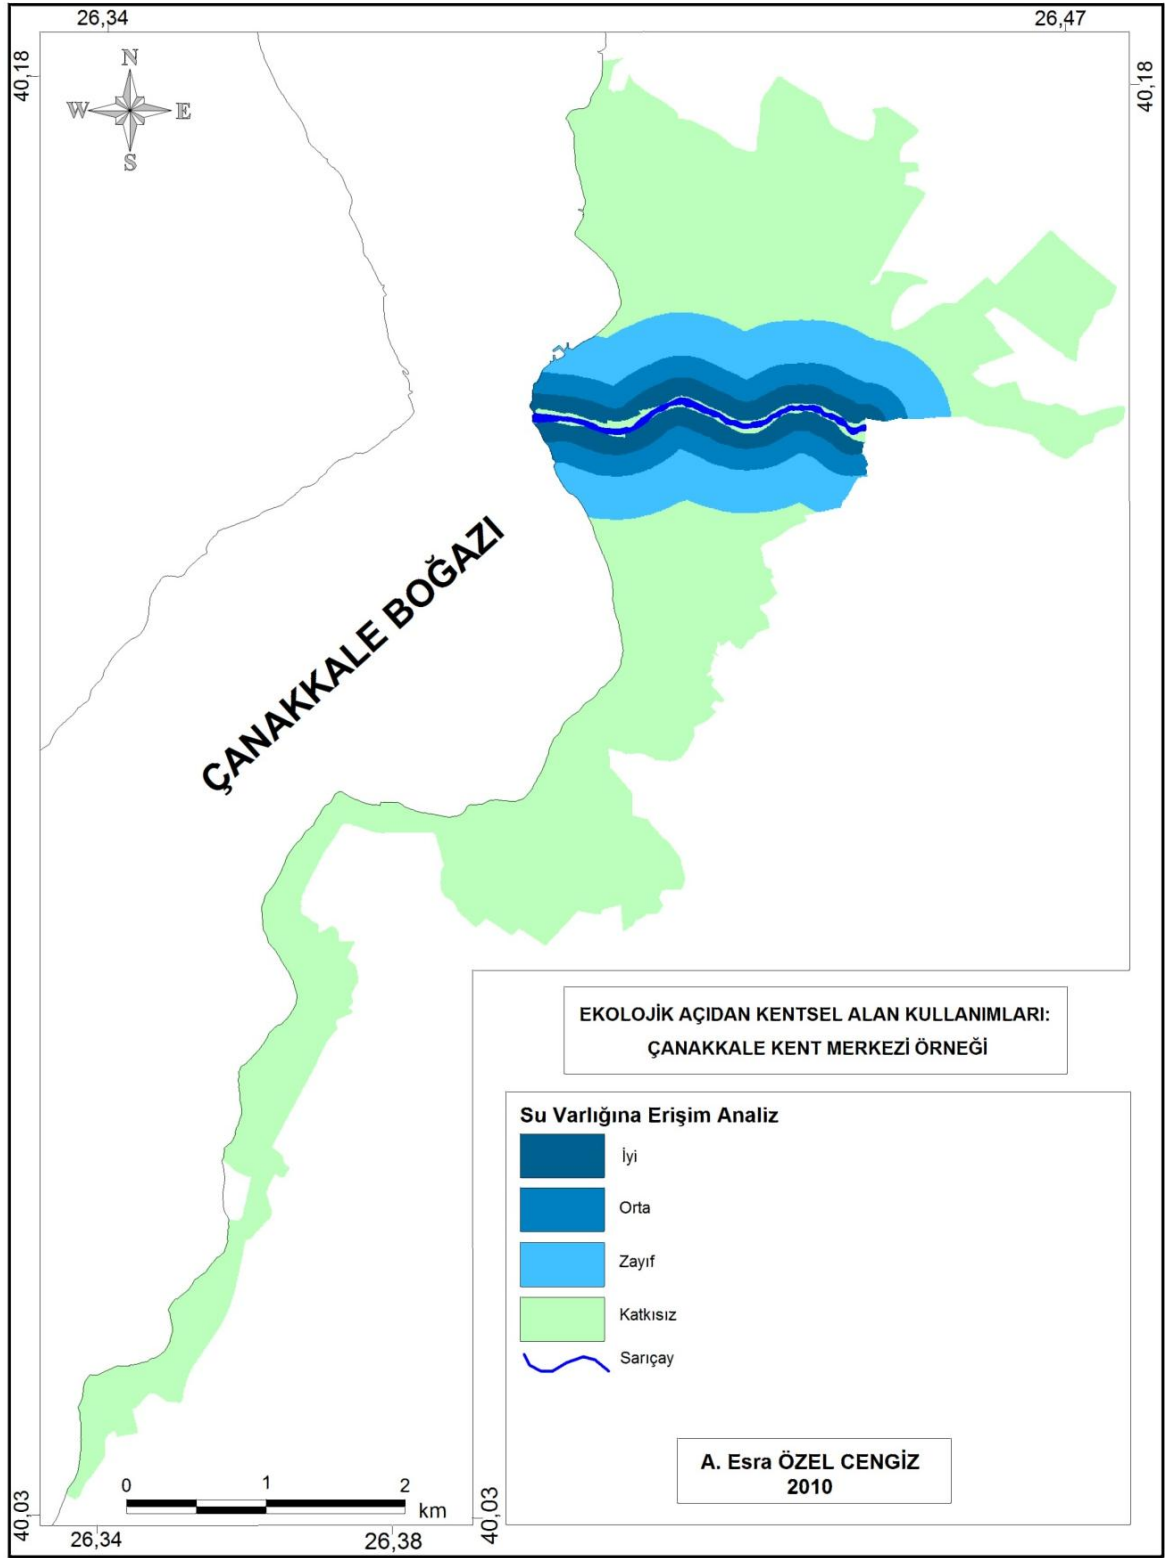 26,34
26,47
40,18
40,18
N
W E
S
ÇANAKKALE BOĞAZI
EKOLOJİK AÇIDAN KENTSEL ALAN KULLANIMLARI:
ÇANAKKALE KENT MERKEZİ ÖRNEĞİ
Su Varlığına Erişim Analiz
İyi
Orta
Zayıf
Katkısız
Sarıçay
A. Esra ÖZEL CENGİZ
2010
0 1 2
km
40,03
40,03
26,34
26,38